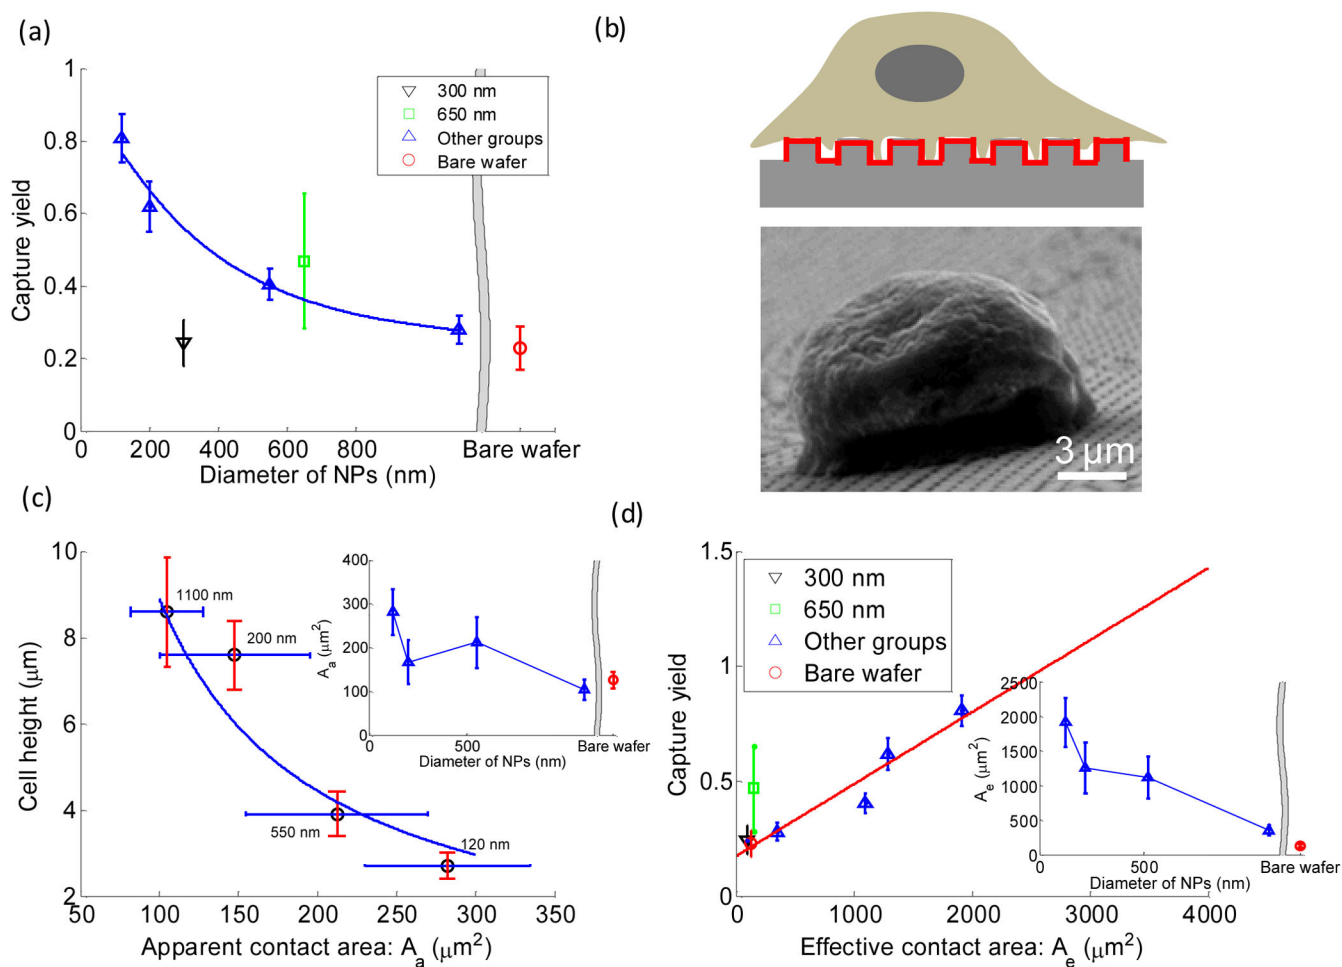 (a)
1
0.8
0.6
0.4
0.2
0
Capture yield
0 200 400 600 800 Bare wafer
Diameter of NPs (nm)
300 nm
650 nm
Other groups
Bare wafer
(b)
3 μm
(c)
10
8
6
4
2
Cell height (μm)
50 100 150 200 250 300 350
Apparent contact area: Aa (μm2)
1100 nm
200 nm
550 nm
120 nm
400
300
200
100
0
Aa (μm2)
0 500 Bare wafer
Diameter of NPs (nm)
(d)
1.5
1
0.5
0
Capture yield
0 1000 2000 3000 4000
Effective contact area: Ae (μm2)
300 nm
650 nm
Other groups
Bare wafer
2500
2000
1500
1000
500
0
Ae (μm2)
0 500 Bare wafer
Diameter of NPs (nm)